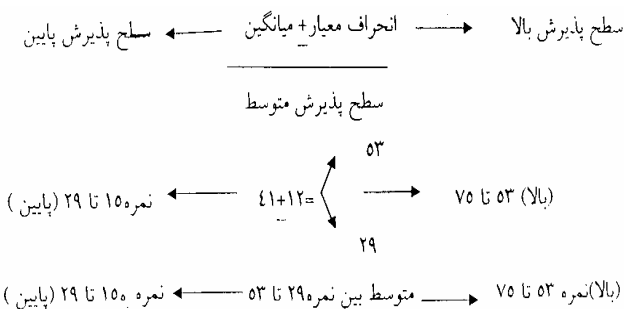 سطح پذیرش بالا ← انحراف معیار ± میانگین → سطح پذیرش پایین
سطح پذیرش متوسط
۵۳
(بالا) ۵۳ تا ۷۵ =۱۲±۴۱ نمره۱۵ تا ۲۹ (پایین )
۲۹
(بالا)نمره ۵۳ تا ۷۵ متوسط بین نمره۲۹ تا ۵۳ نمره ه۱۵ تا ۲۹ (پایین )